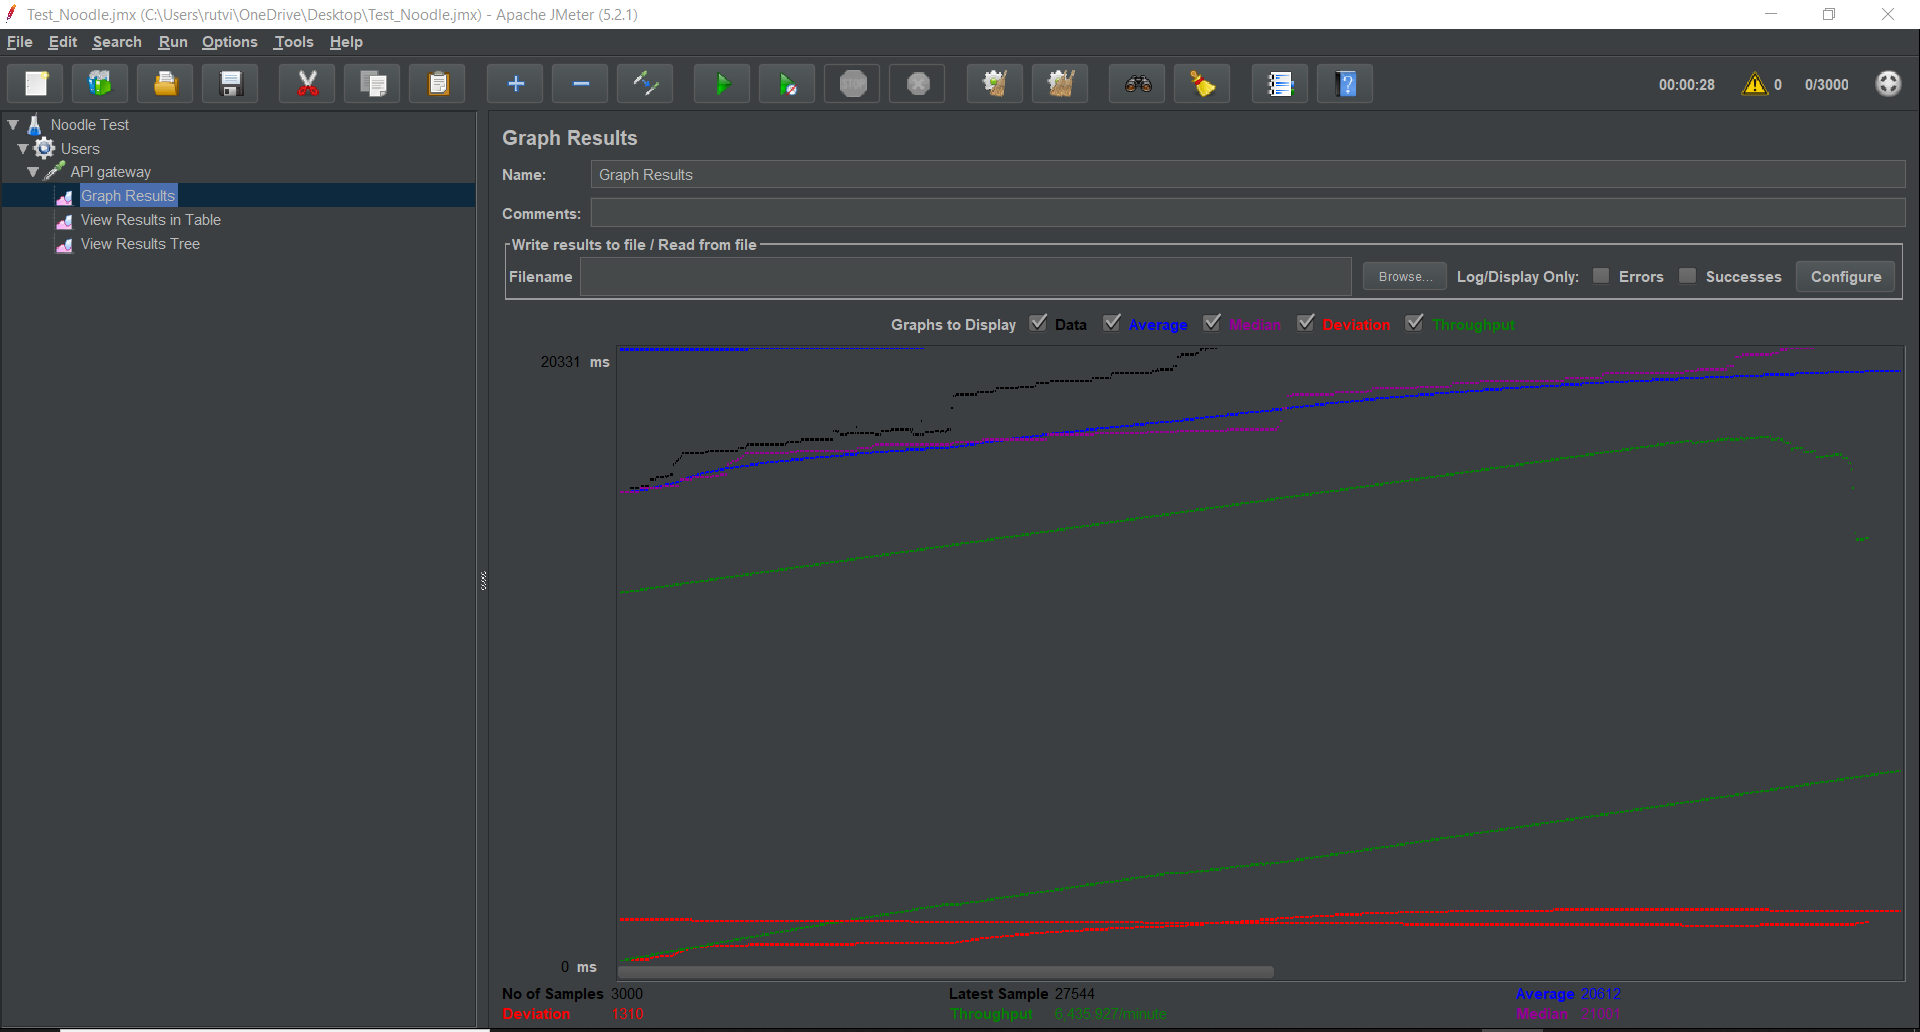 Test_Noodle.jmx (C:\Users\rutvi\OneDrive\Desktop\Test_Noodle.jmx) - Apache JMeter (5.2.1)
File Edit Search Run Options Tools Help
STOP
?
00:00:28 0 0/3000
Noodle Test
Users
API gateway
Graph Results
View Results in Table
View Results Tree
Graph Results
Name: Graph Results
Comments:
Write results to file / Read from file
Filename Browse... Log/Display Only: Errors Successes Configure
Graphs to Display Data Average Median Deviation Throughput
20331 ms
0 ms
No of Samples 3000 Latest Sample 27544 Average 20612
Deviation 1310 Throughput 6,435.927/minute Median 21001